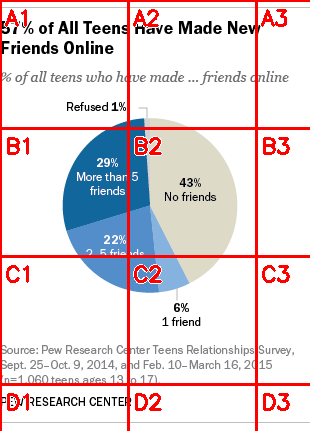 A1 A2 A3
57% of All Teens Have Made New
Friends Online
% of all teens who have made ... friends online
Refused 1%
B1 B2 B3
29%
More than 5
friends
43%
No friends
22%
2-5 friends
C1 C2 C3
6%
1 friend
Source: Pew Research Center Teens Relationships Survey,
Sept. 25-Oct. 9, 2014, and Feb. 10-March 16, 2015
(n=1,060 teens ages 13 to 17).
D1 D2 D3
PEW RESEARCH CENTER